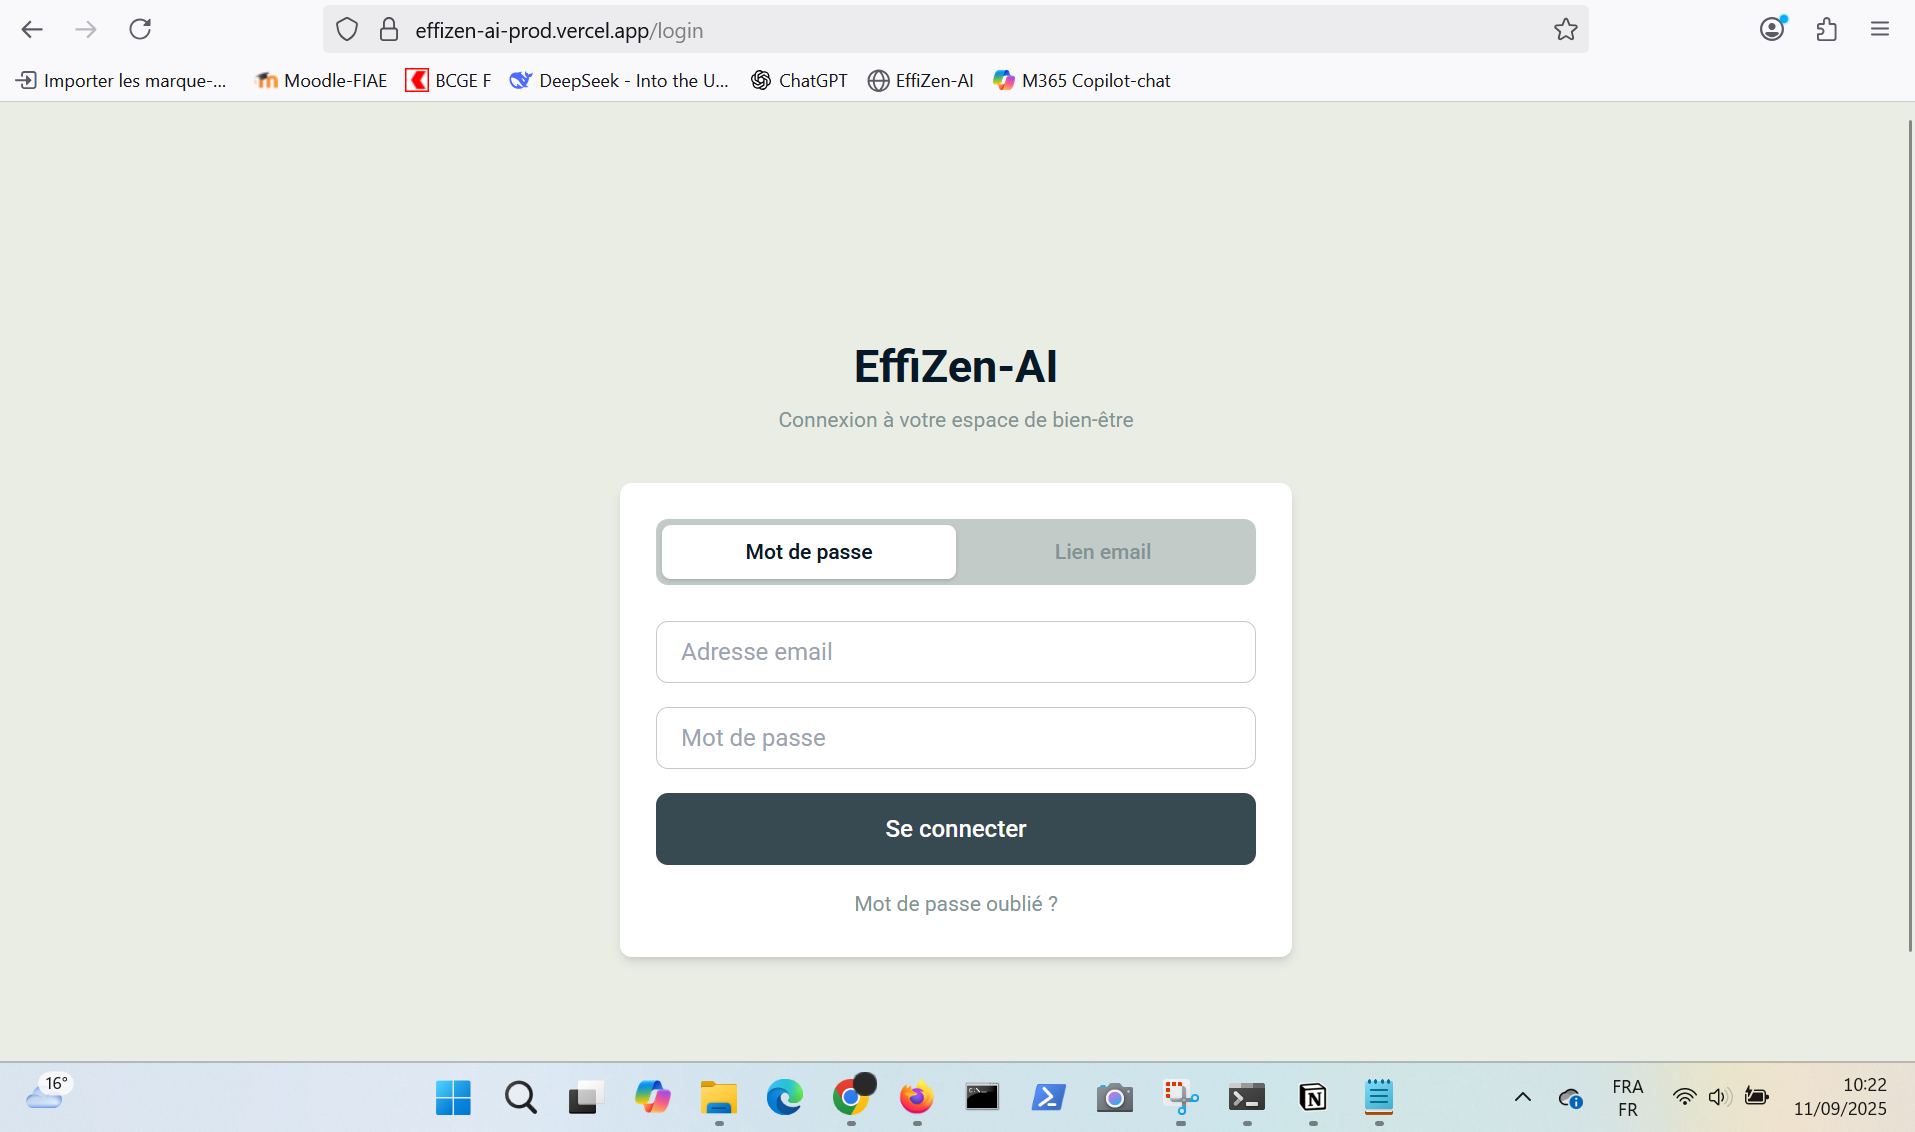 effizen-ai-prod.vercel.app/login
Importer les marque-...
Moodle-FIAE
BCGE F
DeepSeek - Into the U...
ChatGPT
EffiZen-AI
M365 Copilot-chat
EffiZen-AI
Connexion à votre espace de bien-être
Mot de passe
Lien email
Adresse email
Mot de passe
Se connecter
Mot de passe oublié ?
16°
FRA
FR
10:22
11/09/2025